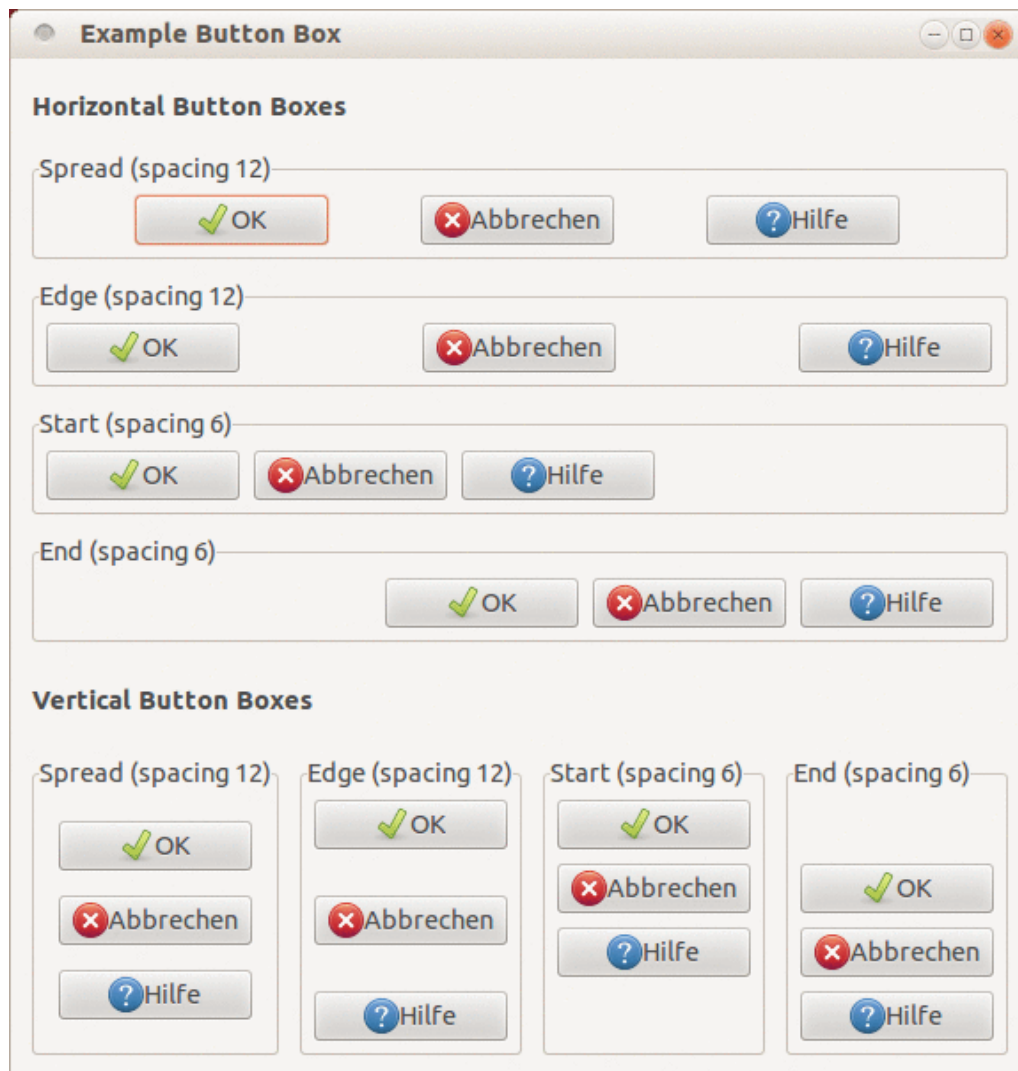 Example Button Box
Horizontal Button Boxes
Spread (spacing 12)
OK Abbrechen Hilfe
Edge (spacing 12)
OK Abbrechen Hilfe
Start (spacing 6)
OK Abbrechen Hilfe
End (spacing 6)
OK Abbrechen Hilfe
Vertical Button Boxes
Spread (spacing 12)
OK
Abbrechen
Hilfe
Edge (spacing 12)
OK
Abbrechen
Hilfe
Start (spacing 6)
OK
Abbrechen
Hilfe
End (spacing 6)
OK
Abbrechen
Hilfe